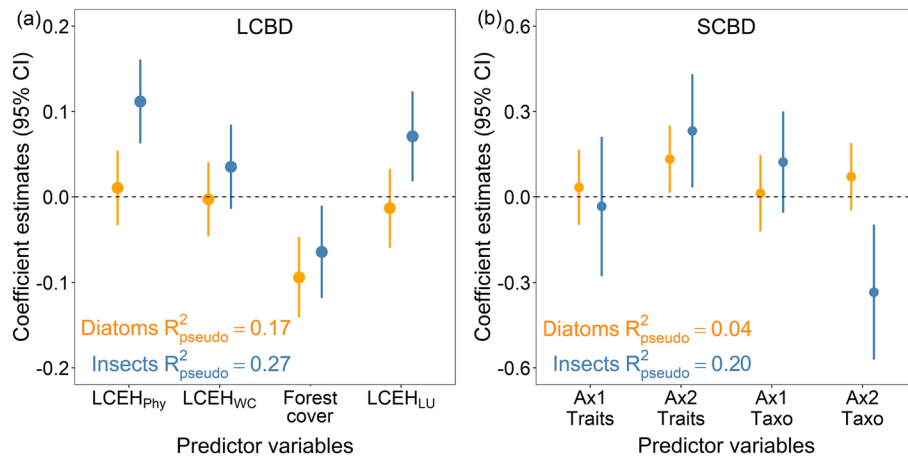 (a)
LCBD
Coefficient estimates (95% CI)
0.2
0.1
0.0
-0.1
-0.2
Diatoms R²pseudo = 0.17
Insects R²pseudo = 0.27
LCEHPhy
LCEHWC
Forest
cover
LCEHLU
Predictor variables
(b)
SCBD
Coefficient estimates (95% CI)
0.6
0.3
0.0
-0.3
-0.6
Diatoms R²pseudo = 0.04
Insects R²pseudo = 0.20
Ax1
Traits
Ax2
Traits
Ax1
Taxo
Ax2
Taxo
Predictor variables